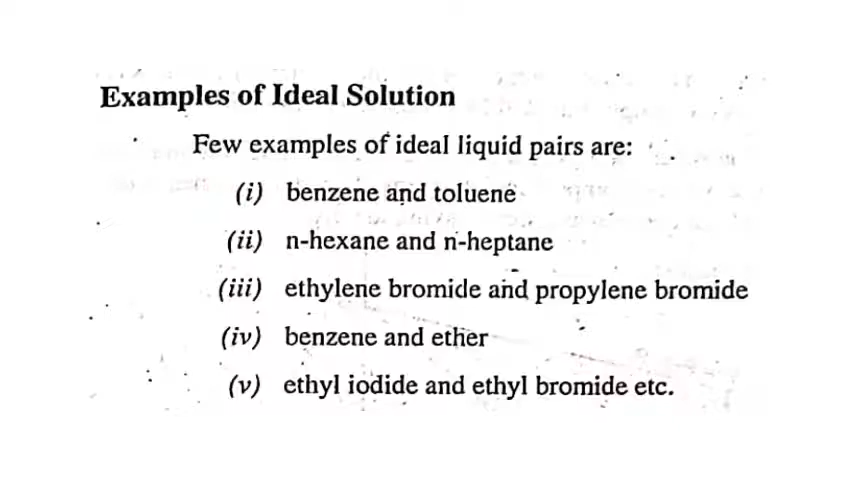 Examples of Ideal Solution
Few examples of ideal liquid pairs are:
(i) benzene and toluene
(ii) n-hexane and n-heptane
(iii) ethylene bromide and propylene bromide
(iv) benzene and ether
(v) ethyl iodide and ethyl bromide etc.